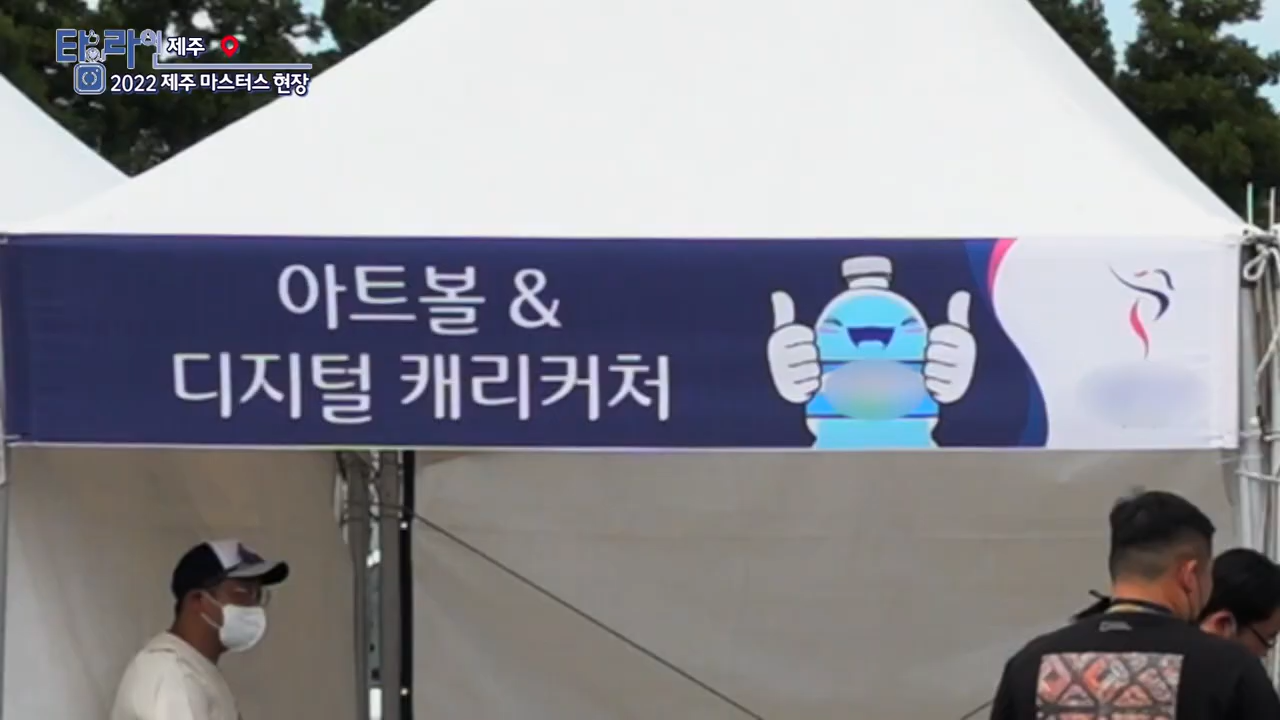 타라 제주
2022 제주 마스터스 현장
아트볼 &
디지털 캐리커처